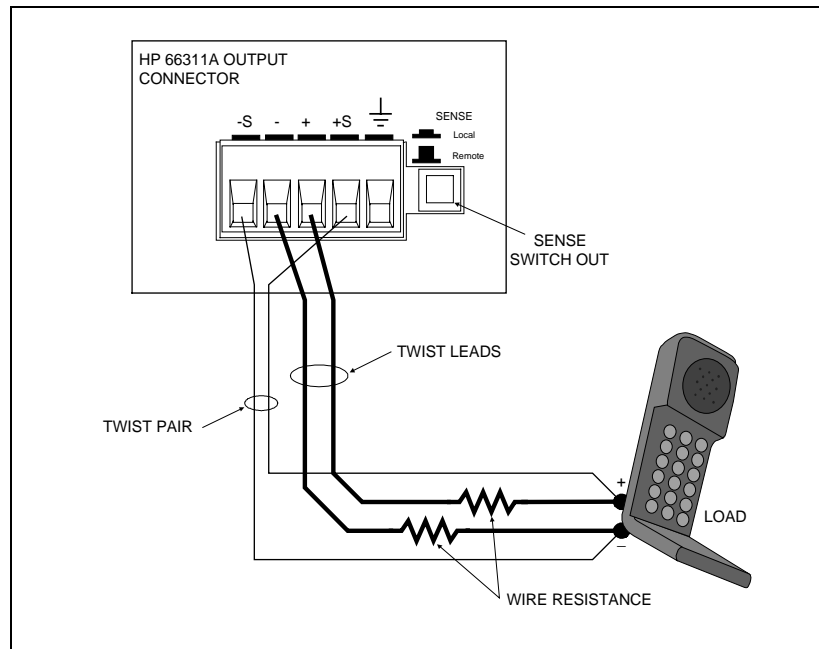 HP 66311A OUTPUT
CONNECTOR
-S - + +S
SENSE
Local
Remote
SENSE
SWITCH OUT
TWIST LEADS
TWIST PAIR
+
LOAD
–
WIRE RESISTANCE